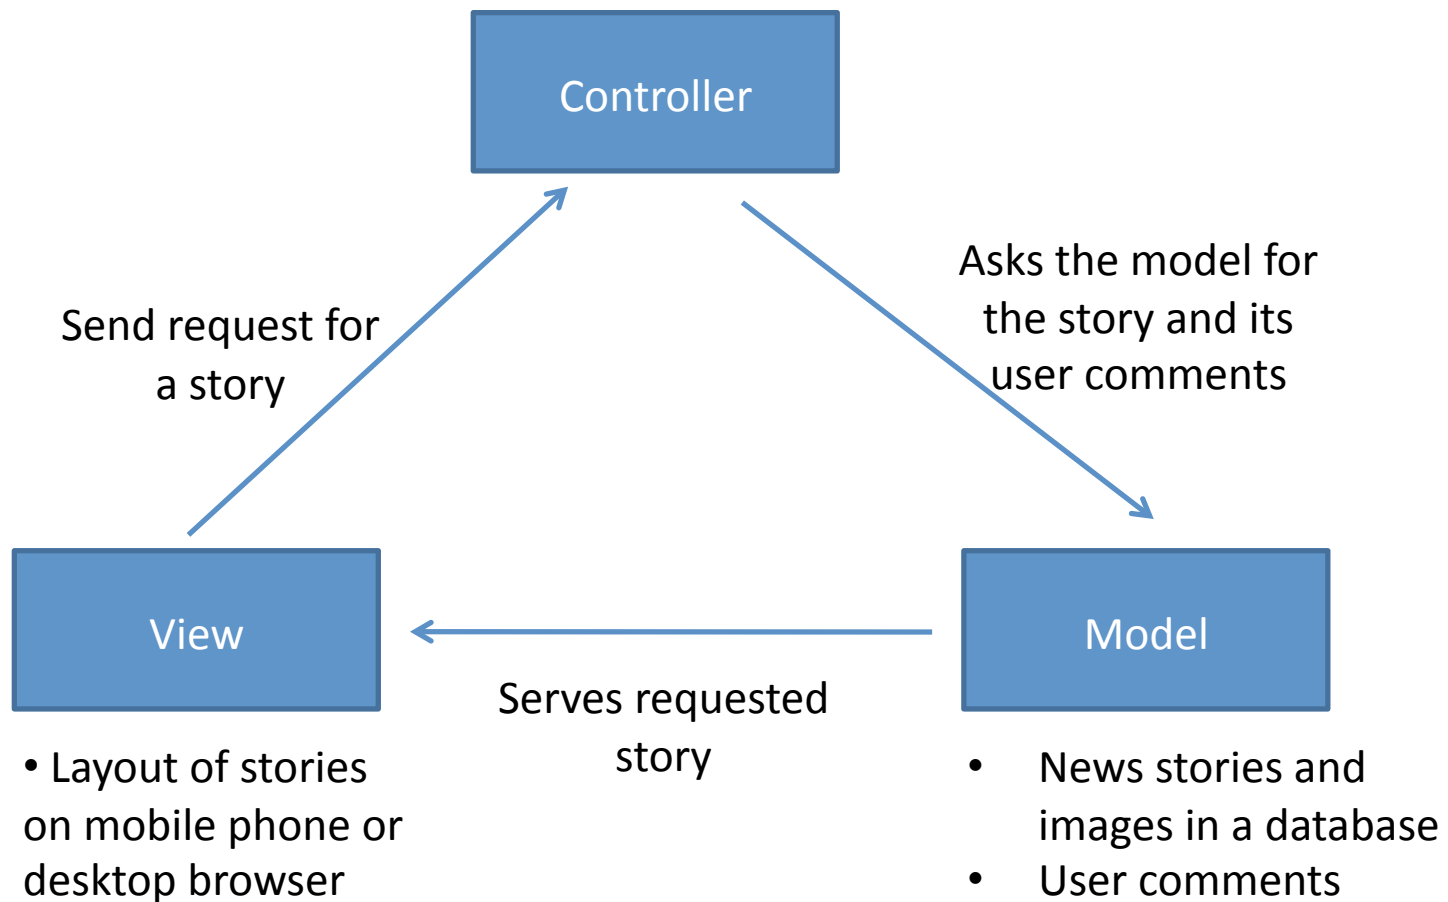 Controller
Asks the model for
the story and its
user comments
Send request for
a story
View
Model
Serves requested
story
• Layout of stories
on mobile phone or
desktop browser
• News stories and
images in a database
• User comments